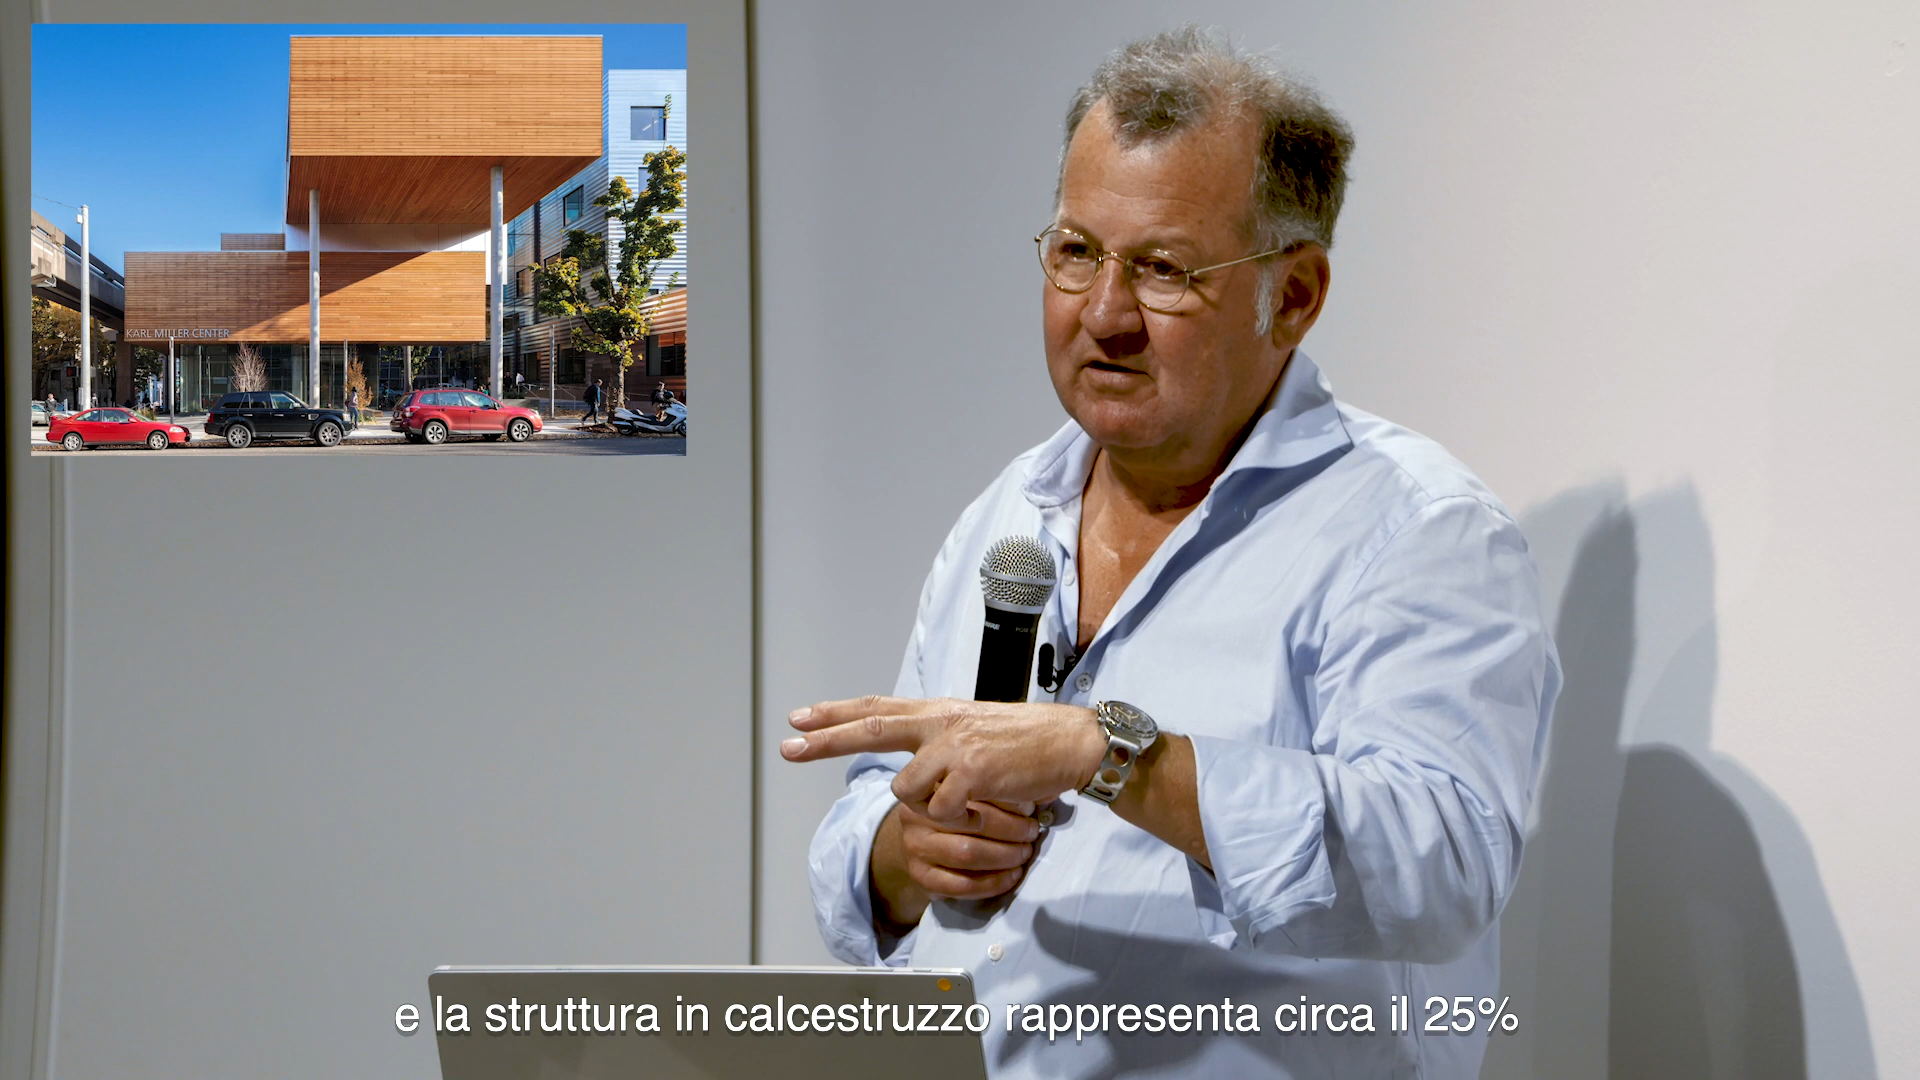 KARL MILLER CENTER
e la struttura in calcestruzzo rappresenta circa il 25%